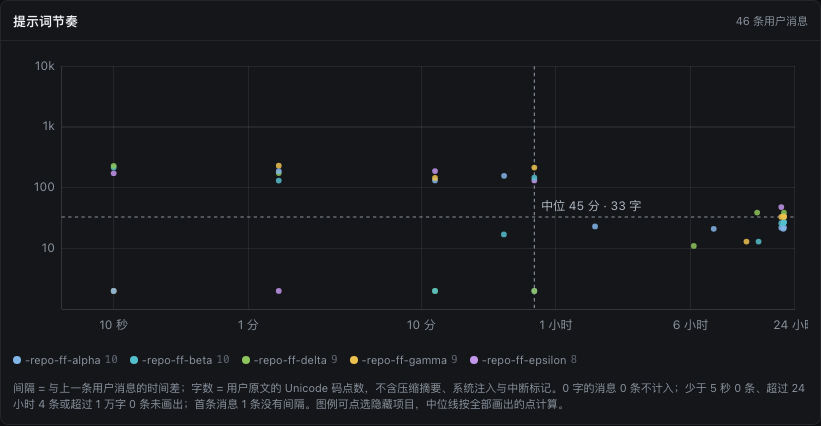 提示词节奏
46 条用户消息
10k
1k
100
10
中位 45 分 · 33 字
10 秒
1 分
10 分
1 小时
6 小时
24 小
-repo-ff-alpha 10
-repo-ff-beta 10
-repo-ff-delta 9
-repo-ff-gamma 9
-repo-ff-epsilon 8
间隔 = 与上一条用户消息的时间差；字数 = 用户原文的 Unicode 码点数，不含压缩摘要、系统注入与中断标记。0 字的消息 0 条不计入；少于 5 秒 0 条、超过 24
小时 4 条或超过 1 万字 0 条未画出；首条消息 1 条没有间隔。图例可点选隐藏项目，中位线按全部画出的点计算。